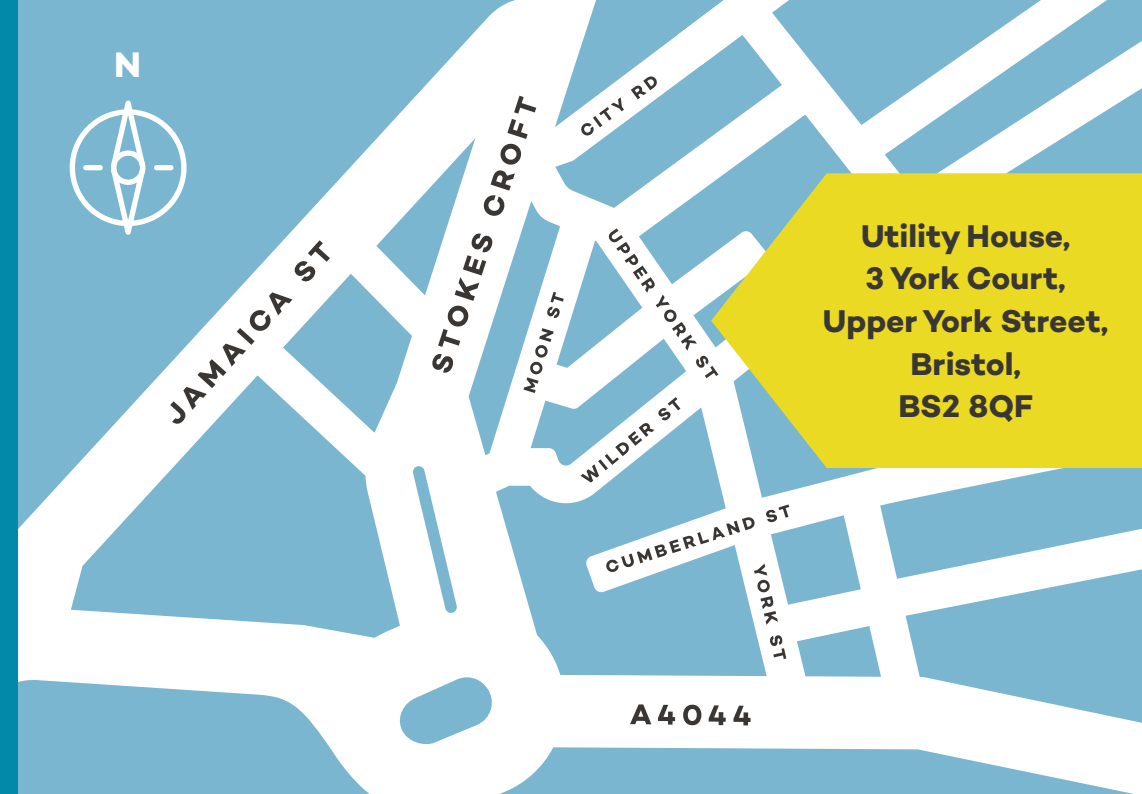 N
CITY RD
STOKES CROFT
JAMAICA ST
UPPER YORK ST
MOON ST
WILDER ST
CUMBERLAND ST
YORK ST
A4044
Utility House,
3 York Court,
Upper York Street,
Bristol,
BS2 8QF